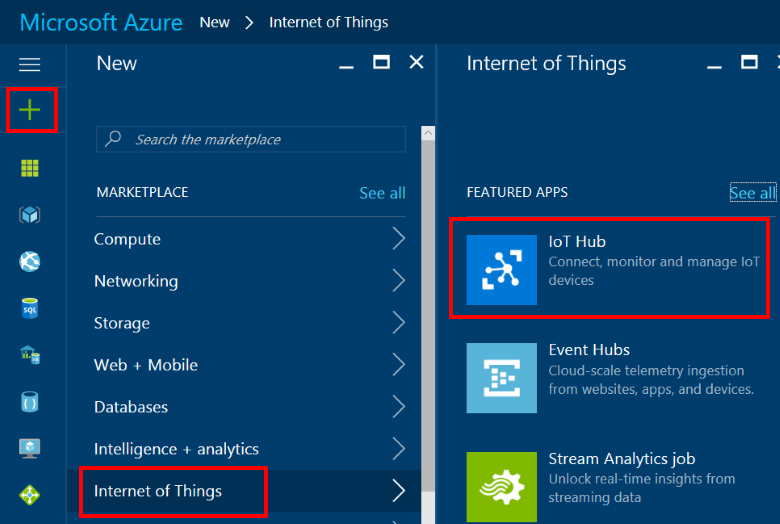 Microsoft Azure New > Internet of Things
New
Search the marketplace
MARKETPLACE See all
Compute
Networking
Storage
Web + Mobile
Databases
Intelligence + analytics
Internet of Things
SQL
Internet of Things
FEATURED APPS See all
IoT Hub
Connect, monitor and manage IoT
devices
Event Hubs
Cloud-scale telemetry ingestion
from websites, apps, and devices.
Stream Analytics job
Unlock real-time insights from
streaming data